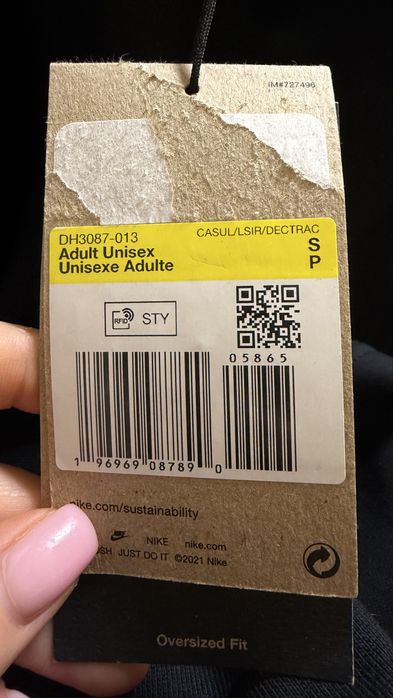 IM#727496
DH3087-013 CASUL/LSIR/DECTRAC
Adult Unisex S
Unisexe Adulte P
RFID STY
05865
1 96969 08789 0
nike.com/sustainability
NIKE nike.com
JUST DO IT ©2021 Nike
Oversized Fit